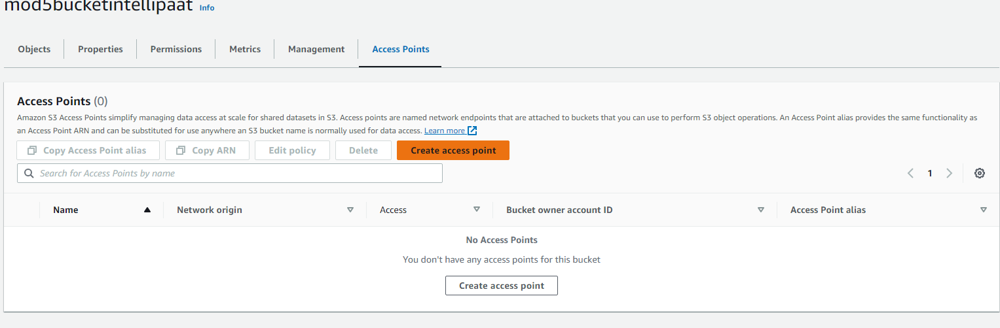 mod5bucketintellipaat Info
Objects Properties Permissions Metrics Management Access Points
Access Points (0)
Amazon S3 Access Points simplify managing data access at scale for shared datasets in S3. Access points are named network endpoints that are attached to buckets that you can use to perform S3 object operations. An Access Point alias provides the same functionality as
an Access Point ARN and can be substituted for use anywhere an S3 bucket name is normally used for data access. Learn more
Copy Access Point alias Copy ARN Edit policy Delete Create access point
Search for Access Points by name 1
Name Network origin Access Bucket owner account ID Access Point alias
No Access Points
You don't have any access points for this bucket
Create access point